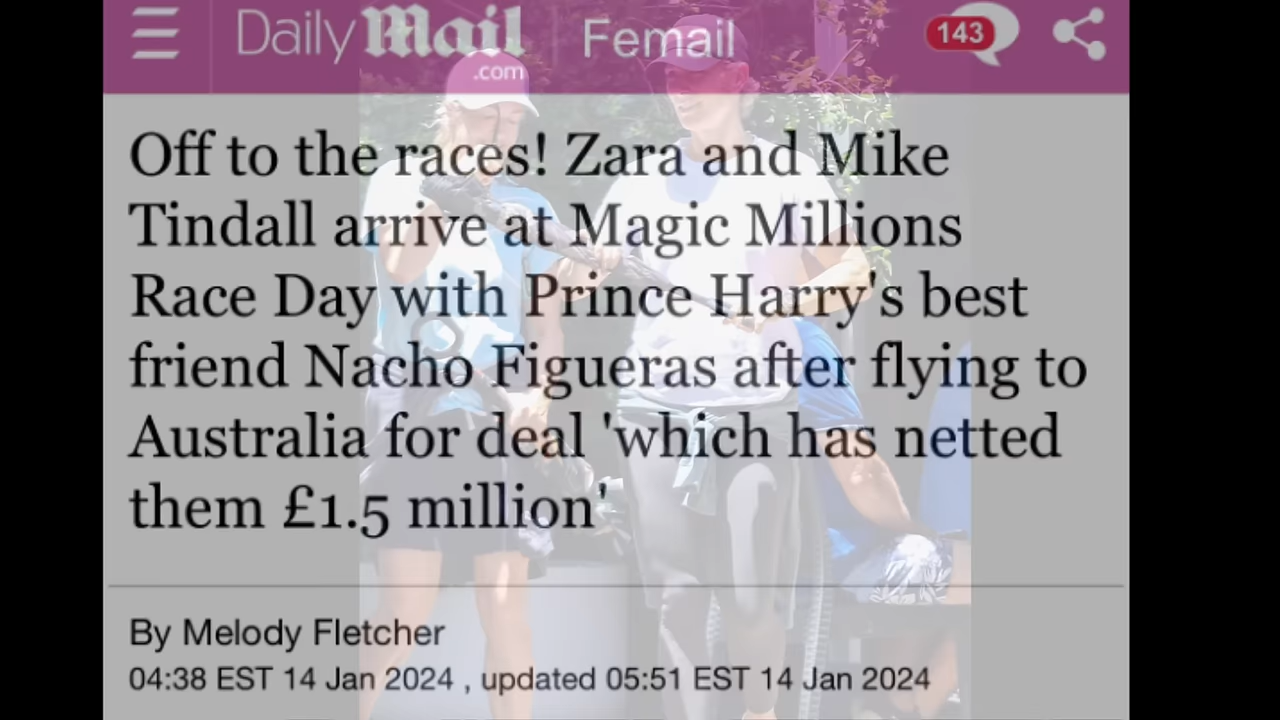 Daily Mail Femail 143
.com
Off to the races! Zara and Mike
Tindall arrive at Magic Millions
Race Day with Prince Harry's best
friend Nacho Figueras after flying to
Australia for deal 'which has netted
them £1.5 million'
By Melody Fletcher
04:38 EST 14 Jan 2024 , updated 05:51 EST 14 Jan 2024